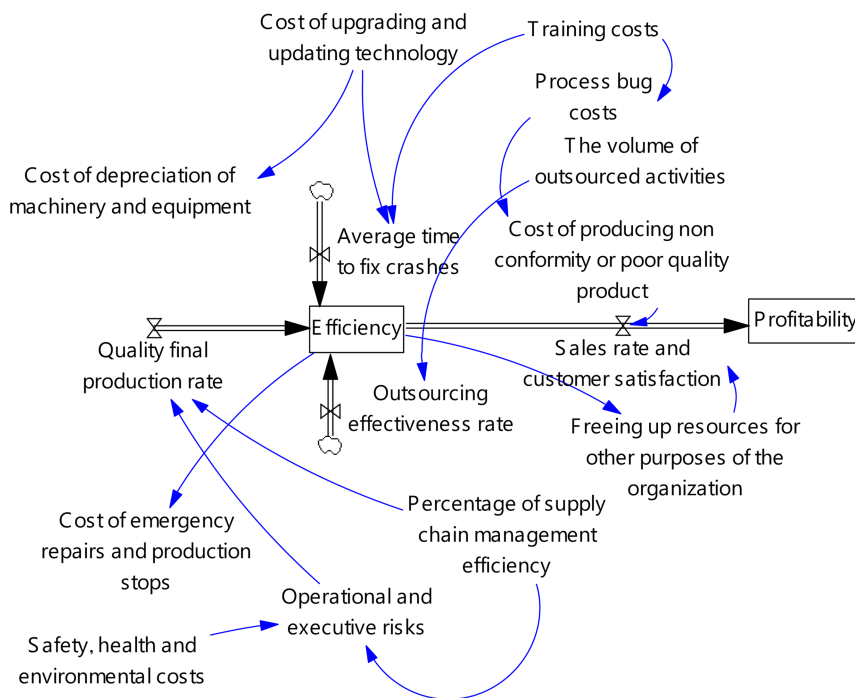 Cost of upgrading and
updating technology
Training costs
Process bug
costs
The volume of
outsourced activities
Cost of depreciation of
machinery and equipment
Average time
to fix crashes
Cost of producing non
conformity or poor quality
product
Efficiency
Profitability
Quality final
production rate
Sales rate and
customer satisfaction
Outsourcing
effectiveness rate
Freeing up resources for
other purposes of the
organization
Cost of emergency
repairs and production
stops
Percentage of supply
chain management
efficiency
Operational and
executive risks
Safety, health and
environmental costs